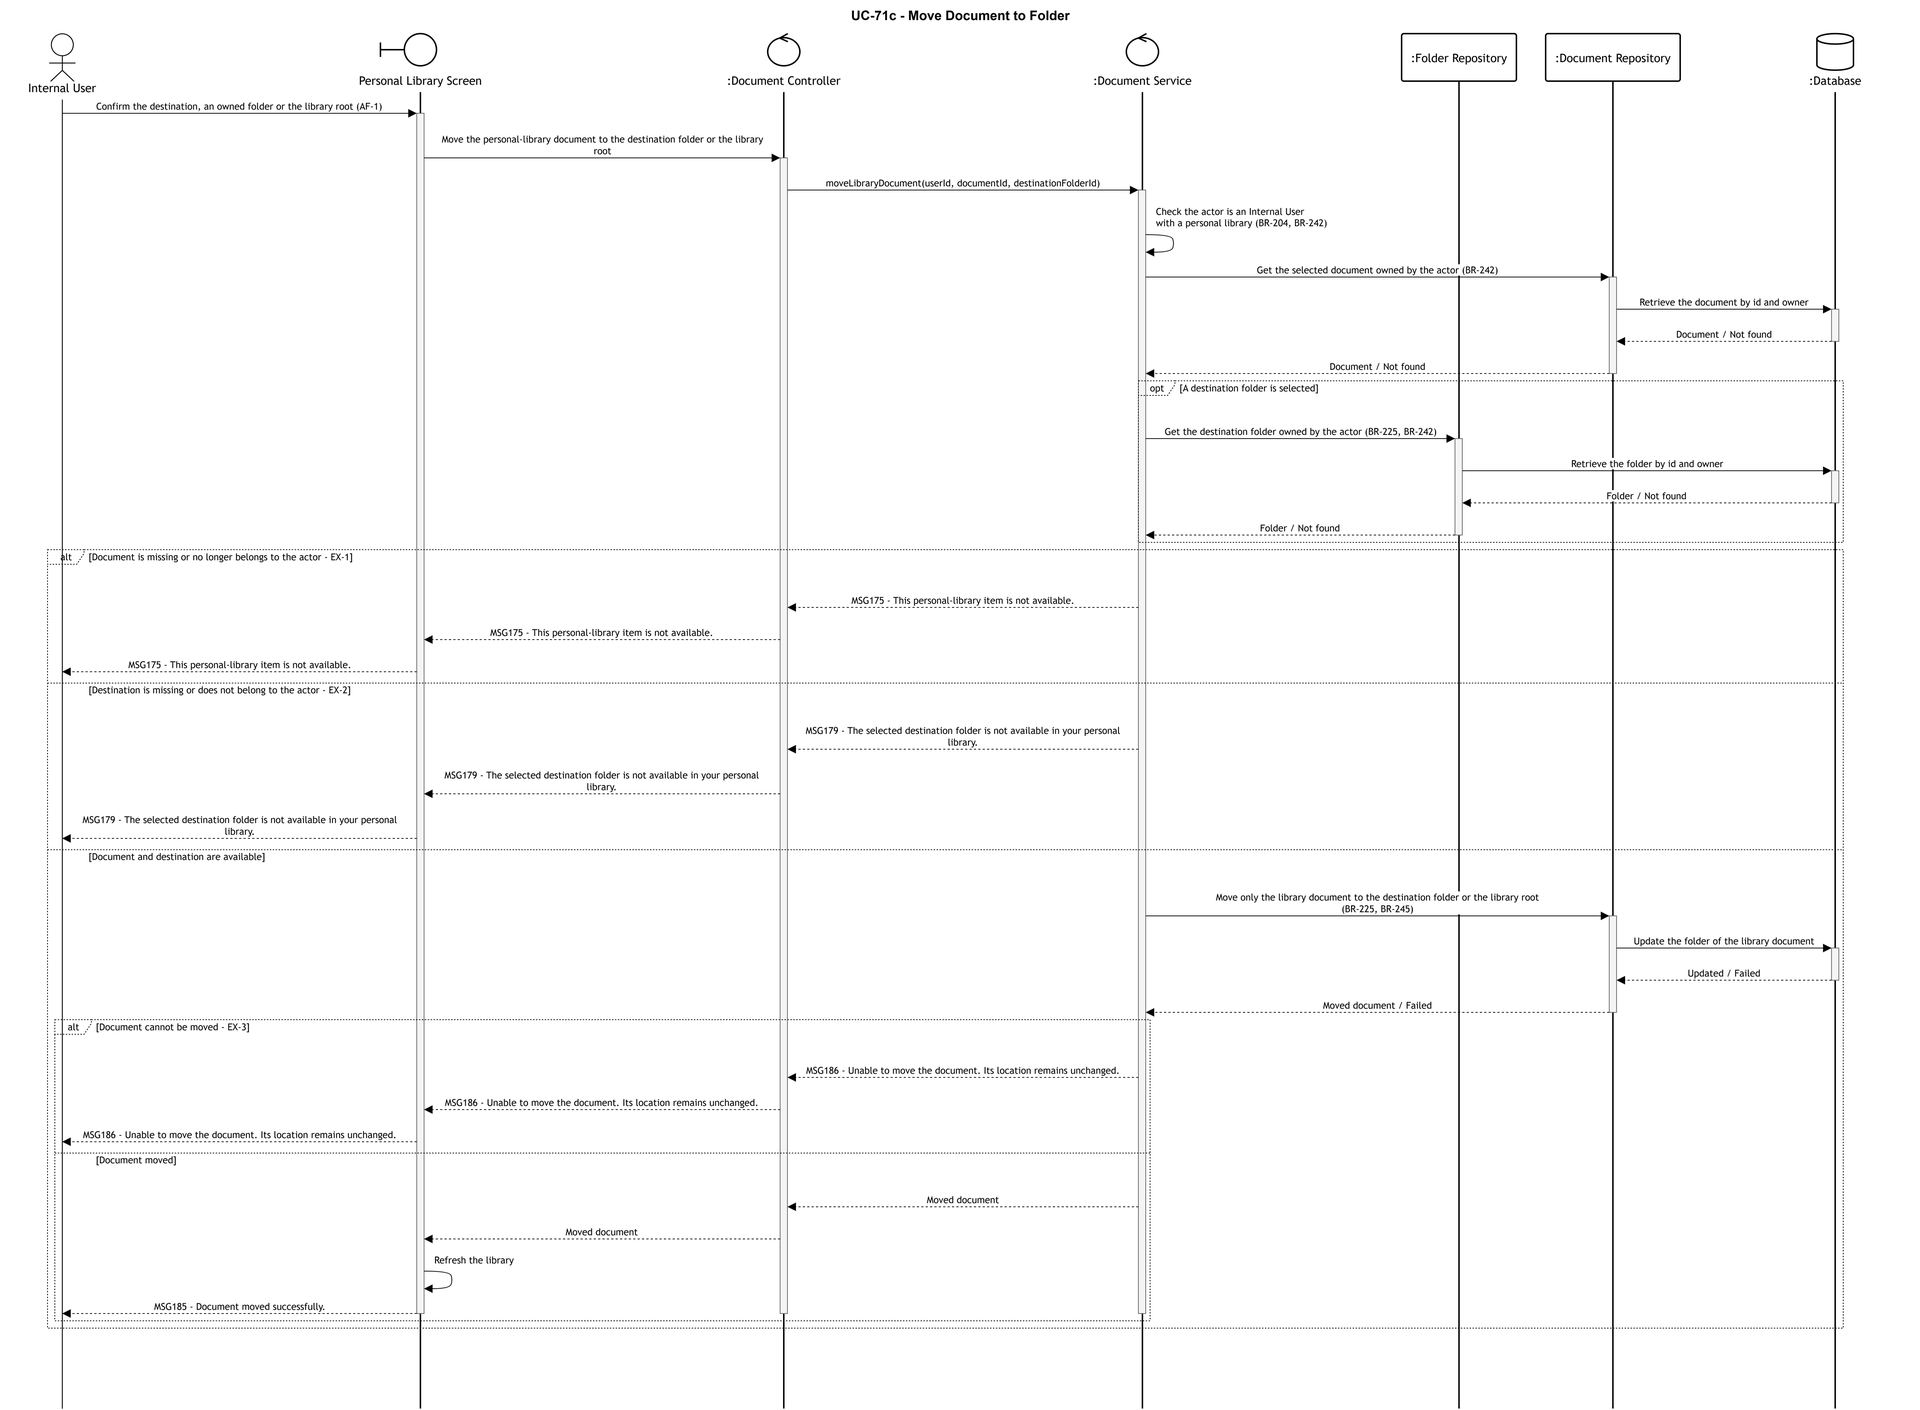 UC-71c - Move Document to Folder
Internal User
Personal Library Screen
:Document Controller
:Document Service
:Folder Repository
:Document Repository
:Database
Confirm the destination, an owned folder or the library root (AF-1)
Move the personal-library document to the destination folder or the library
root
moveLibraryDocument(userId, documentId, destinationFolderId)
Check the actor is an Internal User
with a personal library (BR-204, BR-242)
Get the selected document owned by the actor (BR-242)
Retrieve the document by id and owner
Document / Not found
Document / Not found
opt
[A destination folder is selected]
Get the destination folder owned by the actor (BR-225, BR-242)
Retrieve the folder by id and owner
Folder / Not found
Folder / Not found
alt
[Document is missing or no longer belongs to the actor - EX-1]
MSG175 - This personal-library item is not available.
MSG175 - This personal-library item is not available.
MSG175 - This personal-library item is not available.
[Destination is missing or does not belong to the actor - EX-2]
MSG179 - The selected destination folder is not available in your personal
library.
MSG179 - The selected destination folder is not available in your personal
library.
MSG179 - The selected destination folder is not available in your personal
library.
[Document and destination are available]
Move only the library document to the destination folder or the library root
(BR-225, BR-245)
Update the folder of the library document
Updated / Failed
Moved document / Failed
alt
[Document cannot be moved - EX-3]
MSG186 - Unable to move the document. Its location remains unchanged.
MSG186 - Unable to move the document. Its location remains unchanged.
MSG186 - Unable to move the document. Its location remains unchanged.
[Document moved]
Moved document
Moved document
Refresh the library
MSG185 - Document moved successfully.